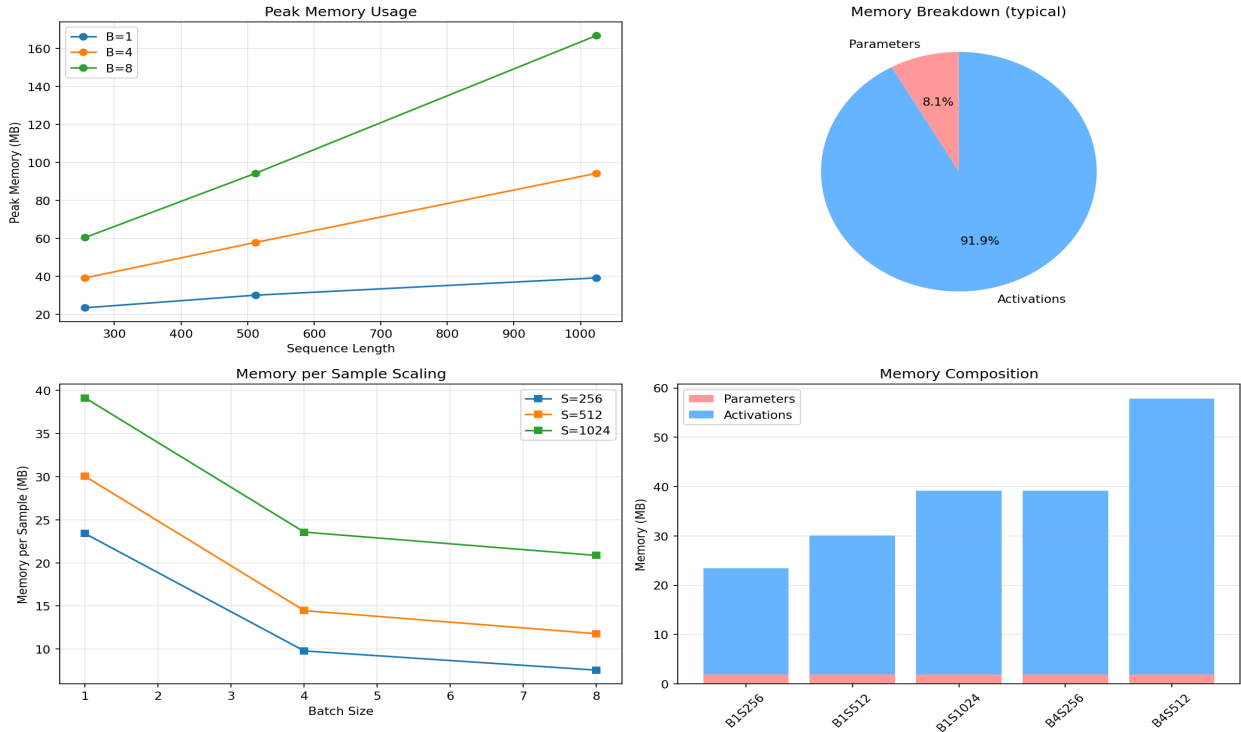 Peak Memory Usage
B=1
B=4
B=8
Peak Memory (MB)
160
140
120
100
80
60
40
20
300 400 500 600 700 800 900 1000
Sequence Length
Memory Breakdown (typical)
Parameters
8.1%
91.9%
Activations
Memory per Sample Scaling
S=256
S=512
S=1024
Memory per Sample (MB)
40
35
30
25
20
15
10
1 2 3 4 5 6 7 8
Batch Size
Memory Composition
Parameters
Activations
Memory (MB)
60
50
40
30
20
10
0
B1S256 B1S512 B1S1024 B4S256 B4S512